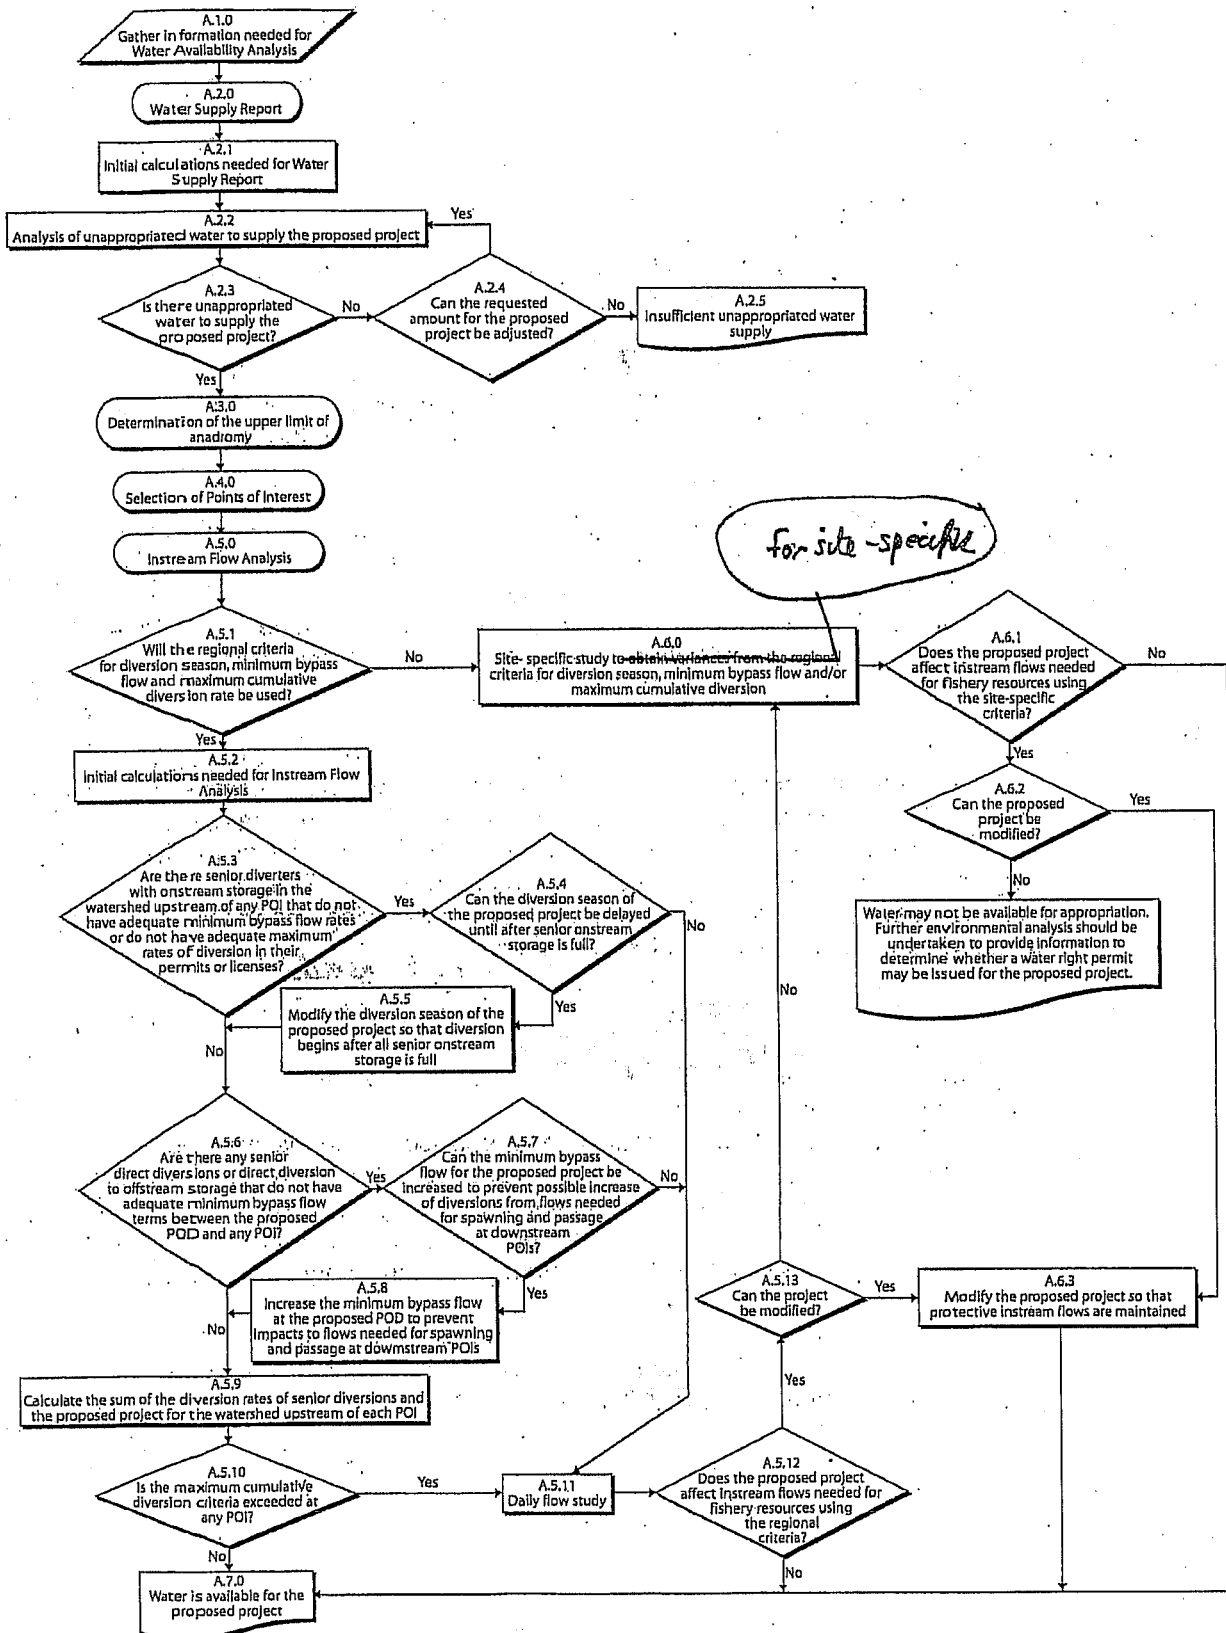 A.1.0
Gather in formation needed for
Water Availability Analysis
A.2.0
Water Supply Report
A.2.1
Initial calculations needed for Water
Supply Report
A.2.2
Analysis of unappropriated water to supply the proposed project
Yes
A.2.3
Is there unappropriated
water to supply the
proposed project?
No
A.2.4
Can the requested
amount for the proposed
project be adjusted?
No
A.2.5
Insufficient unappropriated water
supply
Yes
A.3.0
Determination of the upper limit of
anadromy
A.4.0
Selection of Points of Interest
A.5.0
Instream Flow Analysis
for site-specific
A.5.1
Will the regional criteria
for diversion season, minimum bypass
flow and maximum cumulative
diversion rate be used?
No
A.6.0
Site-specific study to obtain variances from the regional
criteria for diversion season, minimum bypass flow and/or
maximum cumulative diversion
A.6.1
Does the proposed project
affect instream flows needed
for fishery resources using
the site-specific
criteria?
No
Yes
A.5.2
Initial calculations needed for Instream Flow
Analysis
Yes
A.6.2
Can the proposed
project be
modified?
Yes
No
Water may not be available for appropriation.
Further environmental analysis should be
undertaken to provide information to
determine whether a water right permit
may be issued for the proposed project.
A.5.3
Are there senior diverters
with onstream storage in the
watershed upstream of any POI that do not
have adequate minimum bypass flow rates
or do not have adequate maximum
rates of diversion in their
permits or licenses?
Yes
A.5.4
Can the diversion season of
the proposed project be delayed
until after senior onstream
storage is full?
No
Yes
A.5.5
Modify the diversion season of the
proposed project so that diversion
begins after all senior onstream
storage is full
No
No
A.5.6
Are there any senior
direct diversions or direct diversion
to offstream storage that do not have
adequate minimum bypass flow
terms between the proposed
POD and any POI?
Yes
A.5.7
Can the minimum bypass
flow for the proposed project be
increased to prevent possible increase
of diversions from flows needed
for spawning and passage
at downstream
POIs?
No
Yes
A.5.8
Increase the minimum bypass flow
at the proposed POD to prevent
impacts to flows needed for spawning
and passage at downstream POIs
No
A.5.13
Can the project
be modified?
Yes
A.6.3
Modify the proposed project so that
protective instream flows are maintained
A.5.9
Calculate the sum of the diversion rates of senior diversions and
the proposed project for the watershed upstream of each POI
Yes
A.5.10
Is the maximum cumulative
diversion criteria exceeded at
any POI?
Yes
A.5.11
Daily flow study
A.5.12
Does the proposed project
affect instream flows needed for
fishery resources using
the regional
criteria?
No
No
A.7.0
Water is available for the
proposed project